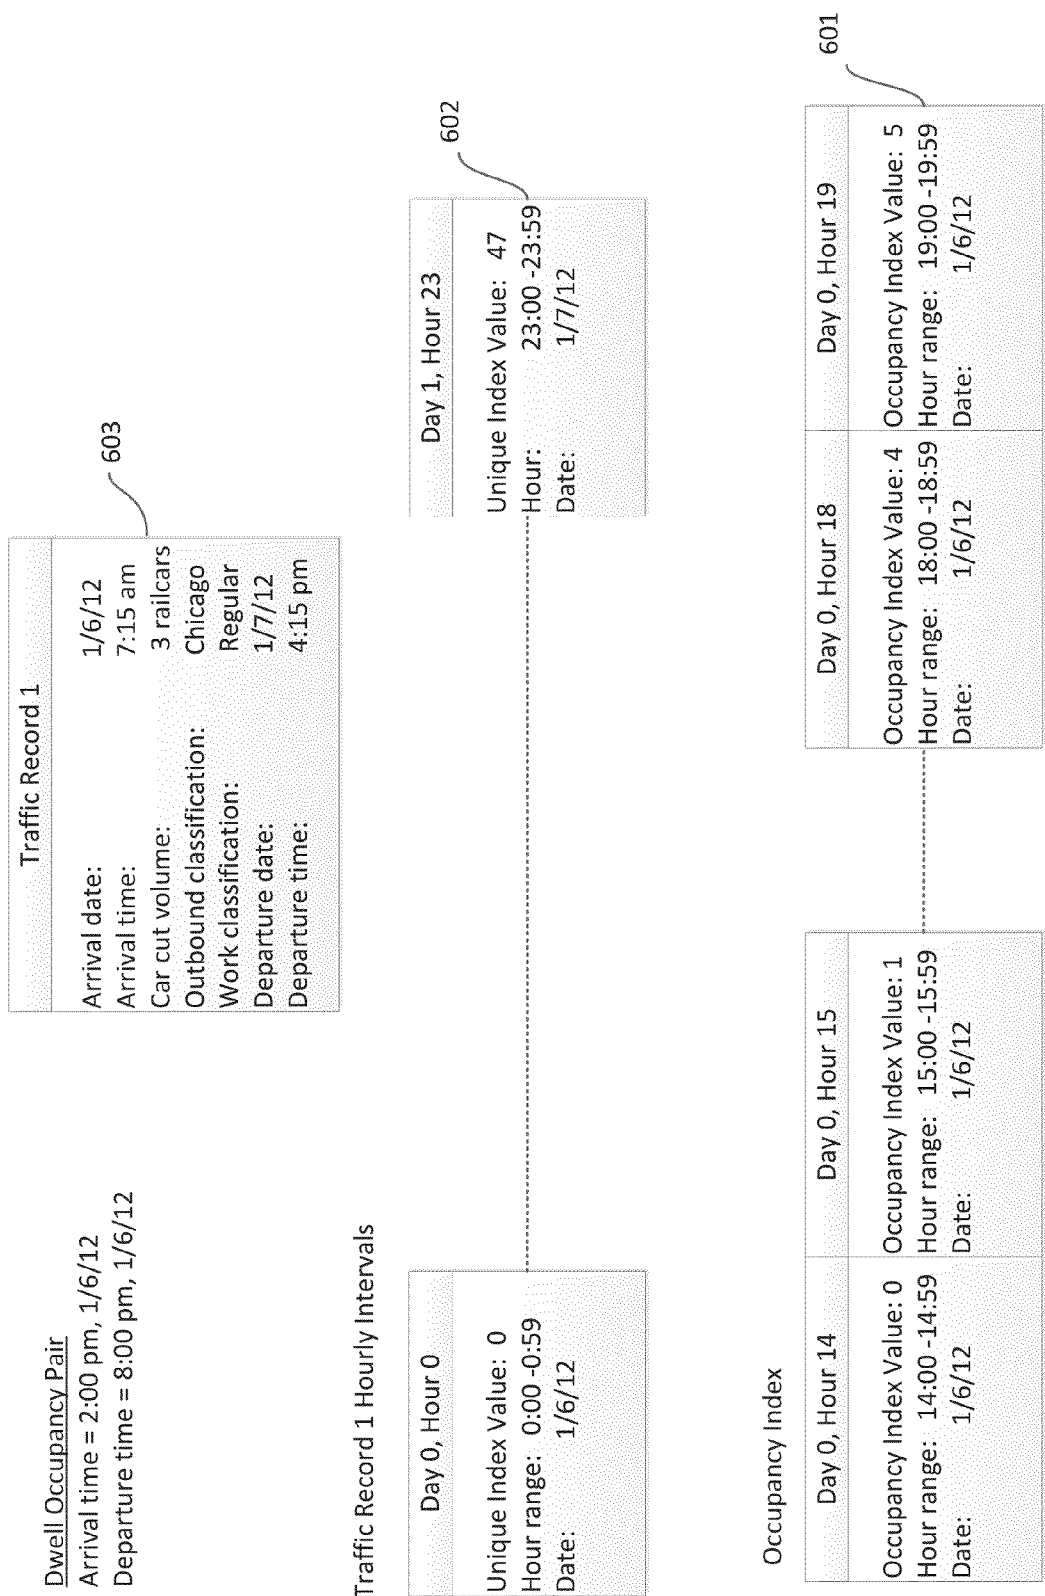 Dwell Occupancy Pair
Arrival time = 2:00 pm, 1/6/12
Departure time = 8:00 pm, 1/6/12
Traffic Record 1
Arrival date: 1/6/12
Arrival time: 7:15 am
Car cut volume: 3 railcars
Outbound classification: Chicago
Work classification: Regular
Departure date: 1/7/12
Departure time: 4:15 pm
603
Traffic Record 1 Hourly Intervals
Day 0, Hour 0
Unique Index Value: 0
Hour range: 0:00 -0:59
Date: 1/6/12
Day 1, Hour 23
Unique Index Value: 47
Hour: 23:00 -23:59
Date: 1/7/12
602
Occupancy Index
Day 0, Hour 14
Occupancy Index Value: 0
Hour range: 14:00 -14:59
Date: 1/6/12
Day 0, Hour 15
Occupancy Index Value: 1
Hour range: 15:00 -15:59
Date: 1/6/12
Day 0, Hour 18
Occupancy Index Value: 4
Hour range: 18:00 -18:59
Date: 1/6/12
Day 0, Hour 19
Occupancy Index Value: 5
Hour range: 19:00 -19:59
Date: 1/6/12
601